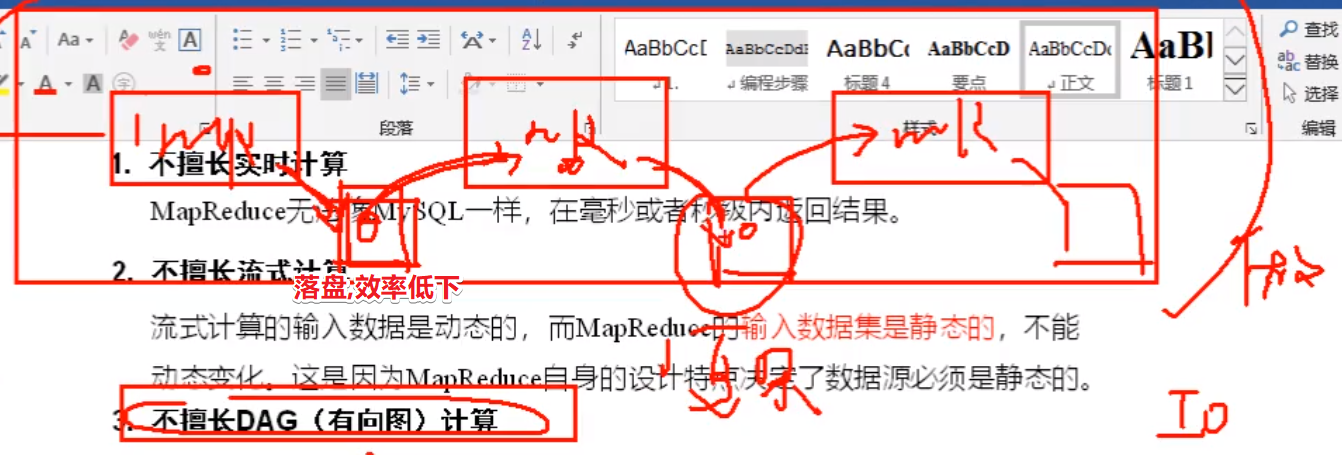 Aa
A
AaBbCcD
AaBbCcDdE
AaBbCc
AaBbCcD
AaBbCcDc
AaBl
查找
替换
A
A
字
1.
编程步骤
标题 4
要点
正文
标题 1
选择
段落
样式
编辑
1. 不擅长实时计算
MapReduce无法像MySQL一样，在毫秒或者秒级内返回结果。
2. 不擅长流式计算
落盘;效率低下
流式计算的输入数据是动态的，而MapReduce的输入数据集是静态的，不能
动态变化。这是因为MapReduce自身的设计特点决定了数据源必须是静态的。
IO
3. 不擅长DAG（有向图）计算